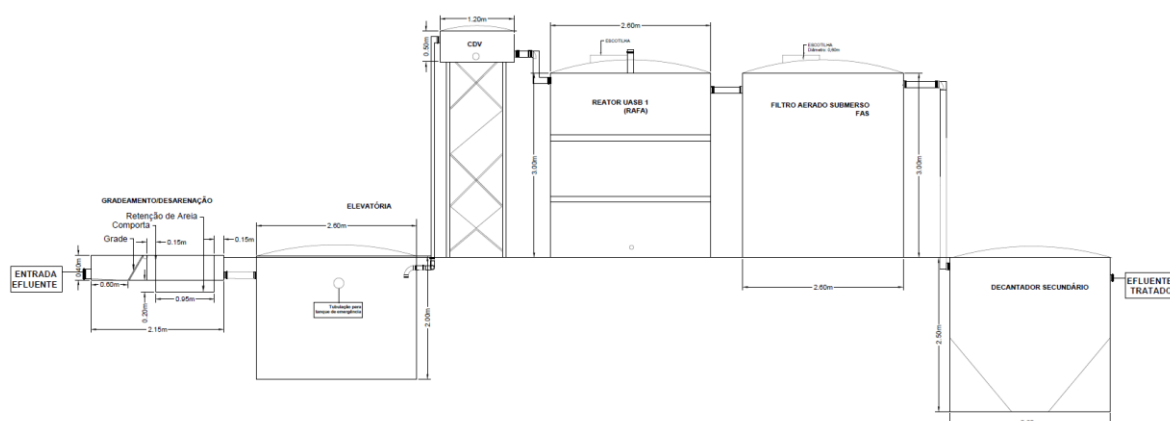 1.20m
2.60m
ESCOTILHA
ESCOTILHA
Diâmetro: 0,60m
CDV
0.50m
REATOR UASB 1
(RAFA)
FILTRO AERADO SUBMERSO
FAS
3.00m
3.00m
GRADEAMENTO/DESARENAÇÃO
ELEVATÓRIA
Retenção de Areia
Comporta
2.60m
Grade
0.15m
0.15m
ENTRADA
EFLUENTE
0.40m
0.60m
0.95m
0.20m
2.15m
Tubulação para
tanque de emergência
2.00m
2.60m
DECANTADOR SECUNDÁRIO
EFLUENTE
TRATADO
2.50m